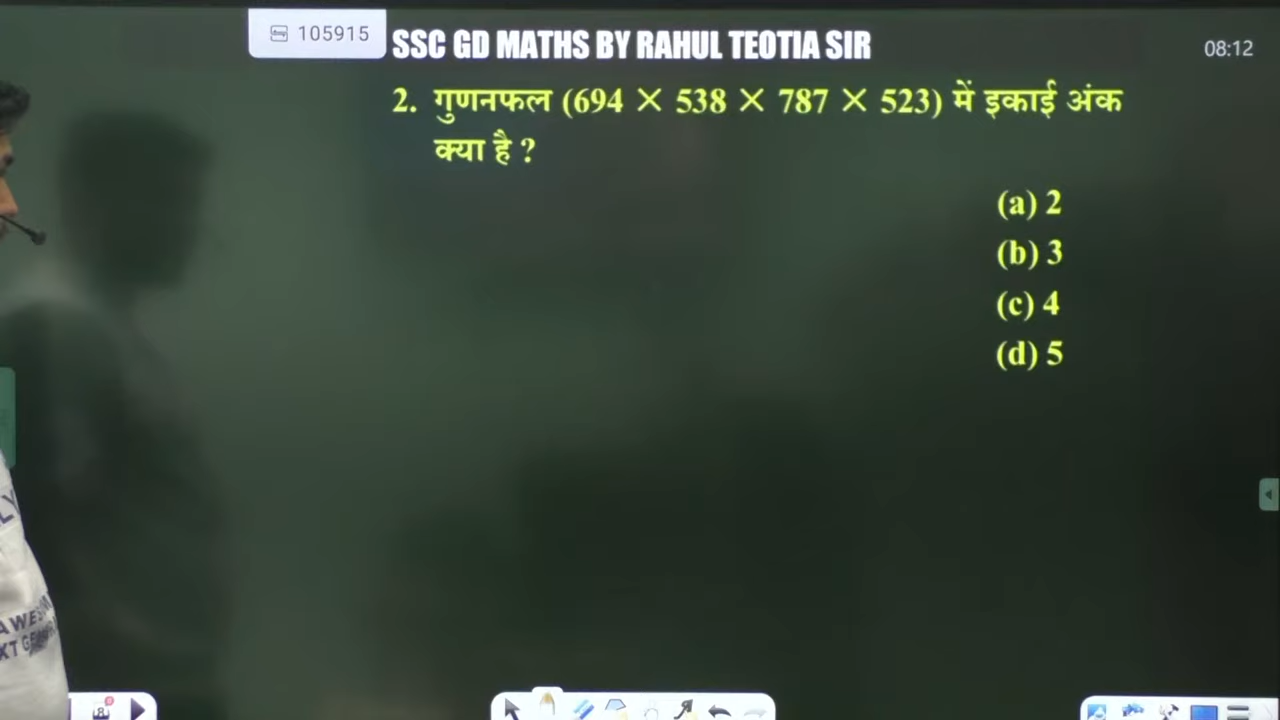 105915
SSC GD MATHS BY RAHUL TEOTIA SIR
08:12
2. गुणनफल (694 × 538 × 787 × 523) में इकाई अंक
क्या है ?
(a) 2
(b) 3
(c) 4
(d) 5